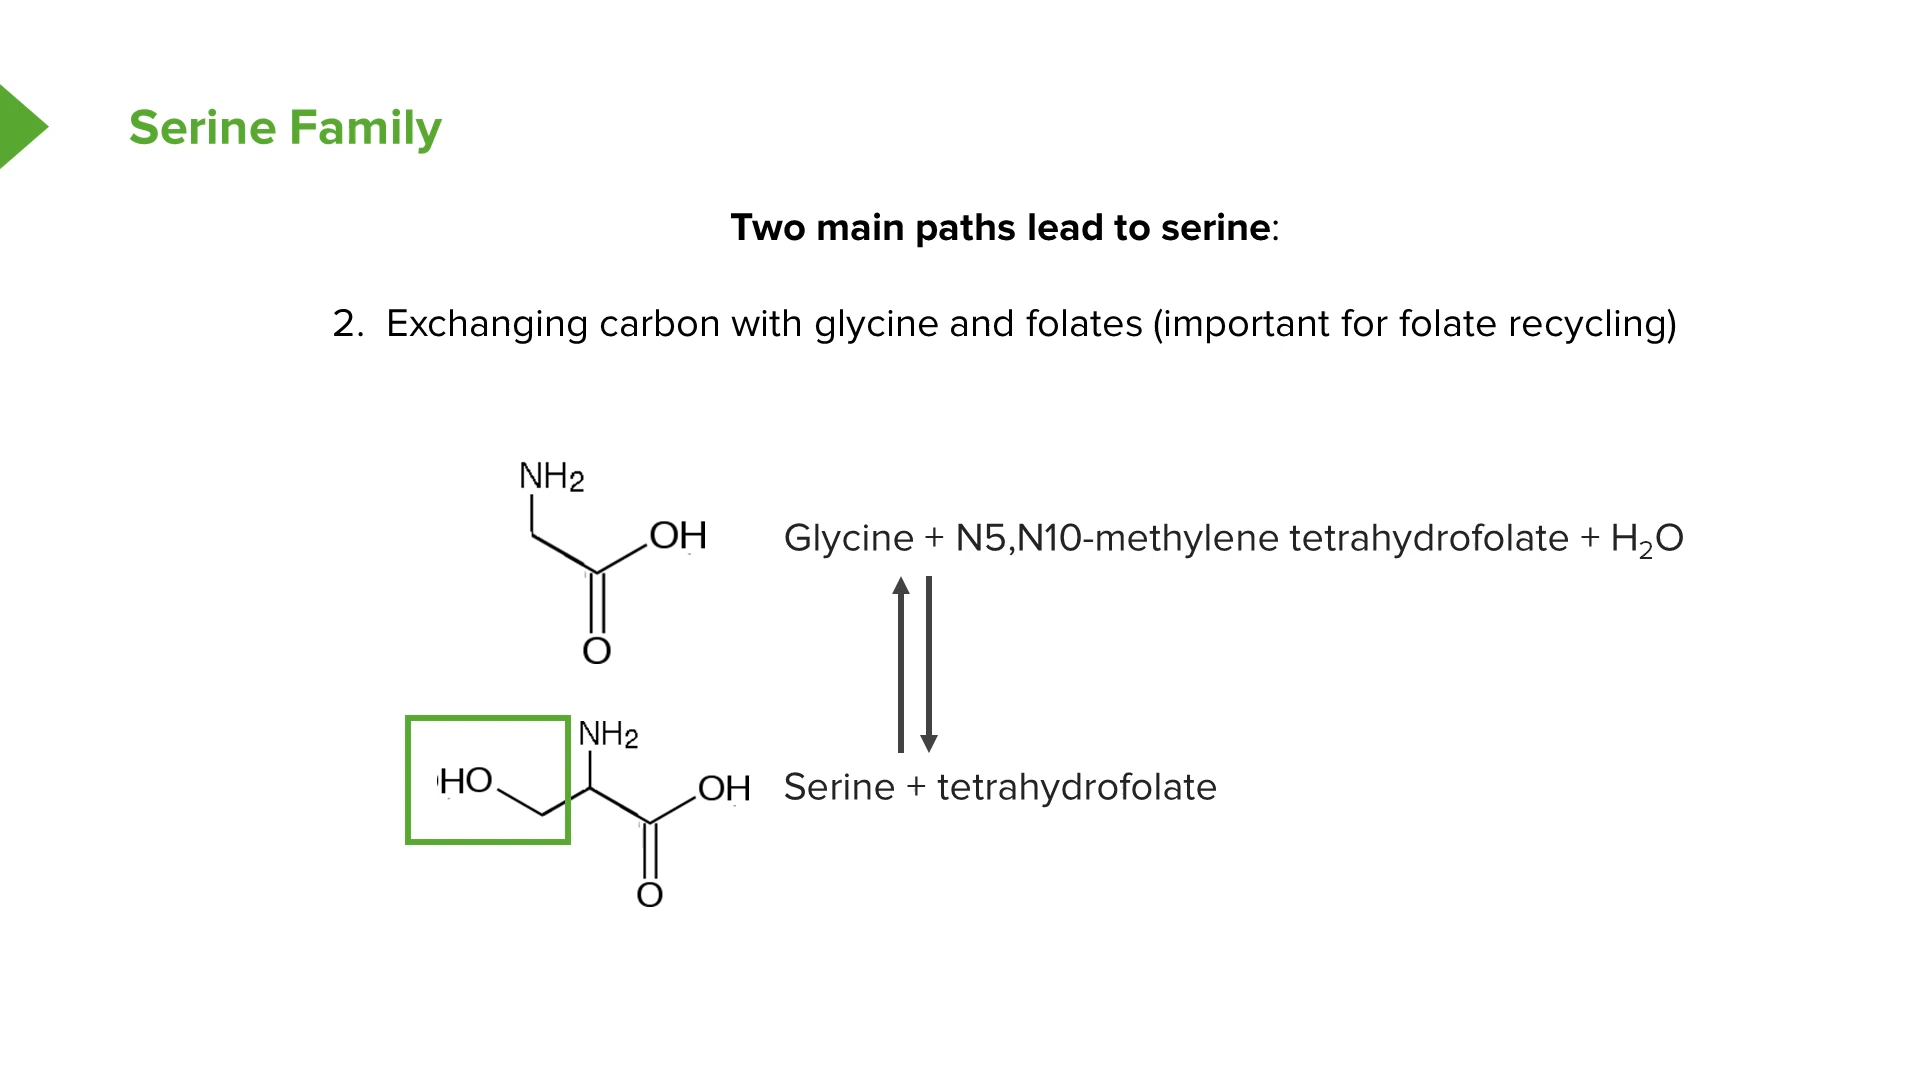 Serine Family
Two main paths lead to serine:
2. Exchanging carbon with glycine and folates (important for folate recycling)
NH2
OH
O
Glycine + N5,N10-methylene tetrahydrofolate + H₂O
NH2
HO
OH
O
Serine + tetrahydrofolate